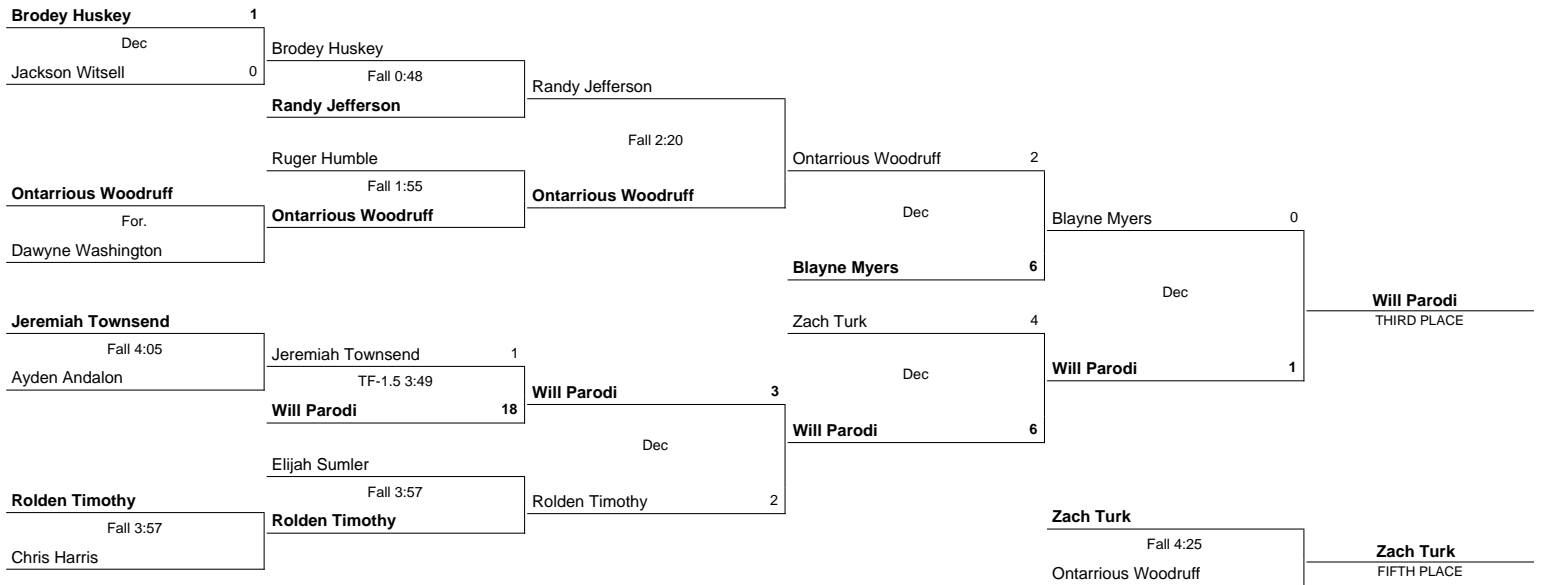 Brodey Huskey 1
Dec
Jackson Witsell 0
Brodey Huskey
Fall 0:48
Randy Jefferson
Randy Jefferson
Fall 2:20
Ontarrious Woodruff
Ruger Humble
Fall 1:55
Ontarrious Woodruff
Ontarrious Woodruff
For.
Dawyne Washington
Ontarrious Woodruff 2
Dec
Blayne Myers 6
Blayne Myers 0
Dec
Will Parodi 1
Will Parodi
THIRD PLACE
Jeremiah Townsend
Fall 4:05
Ayden Andalon
Jeremiah Townsend 1
TF-1.5 3:49
Will Parodi 18
Will Parodi 3
Dec
Rolden Timothy 2
Zach Turk 4
Dec
Will Parodi 6
Elijah Sumler
Fall 3:57
Rolden Timothy
Rolden Timothy
Fall 3:57
Chris Harris
Zach Turk
Fall 4:25
Ontarrious Woodruff
Zach Turk
FIFTH PLACE